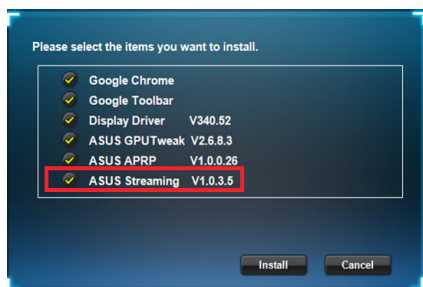 Please select the items you want to install.
Google Chrome
Google Toolbar
Display Driver V340.52
ASUS GPUTweak V2.6.8.3
ASUS APRP V1.0.0.26
ASUS Streaming V1.0.3.5
Install Cancel